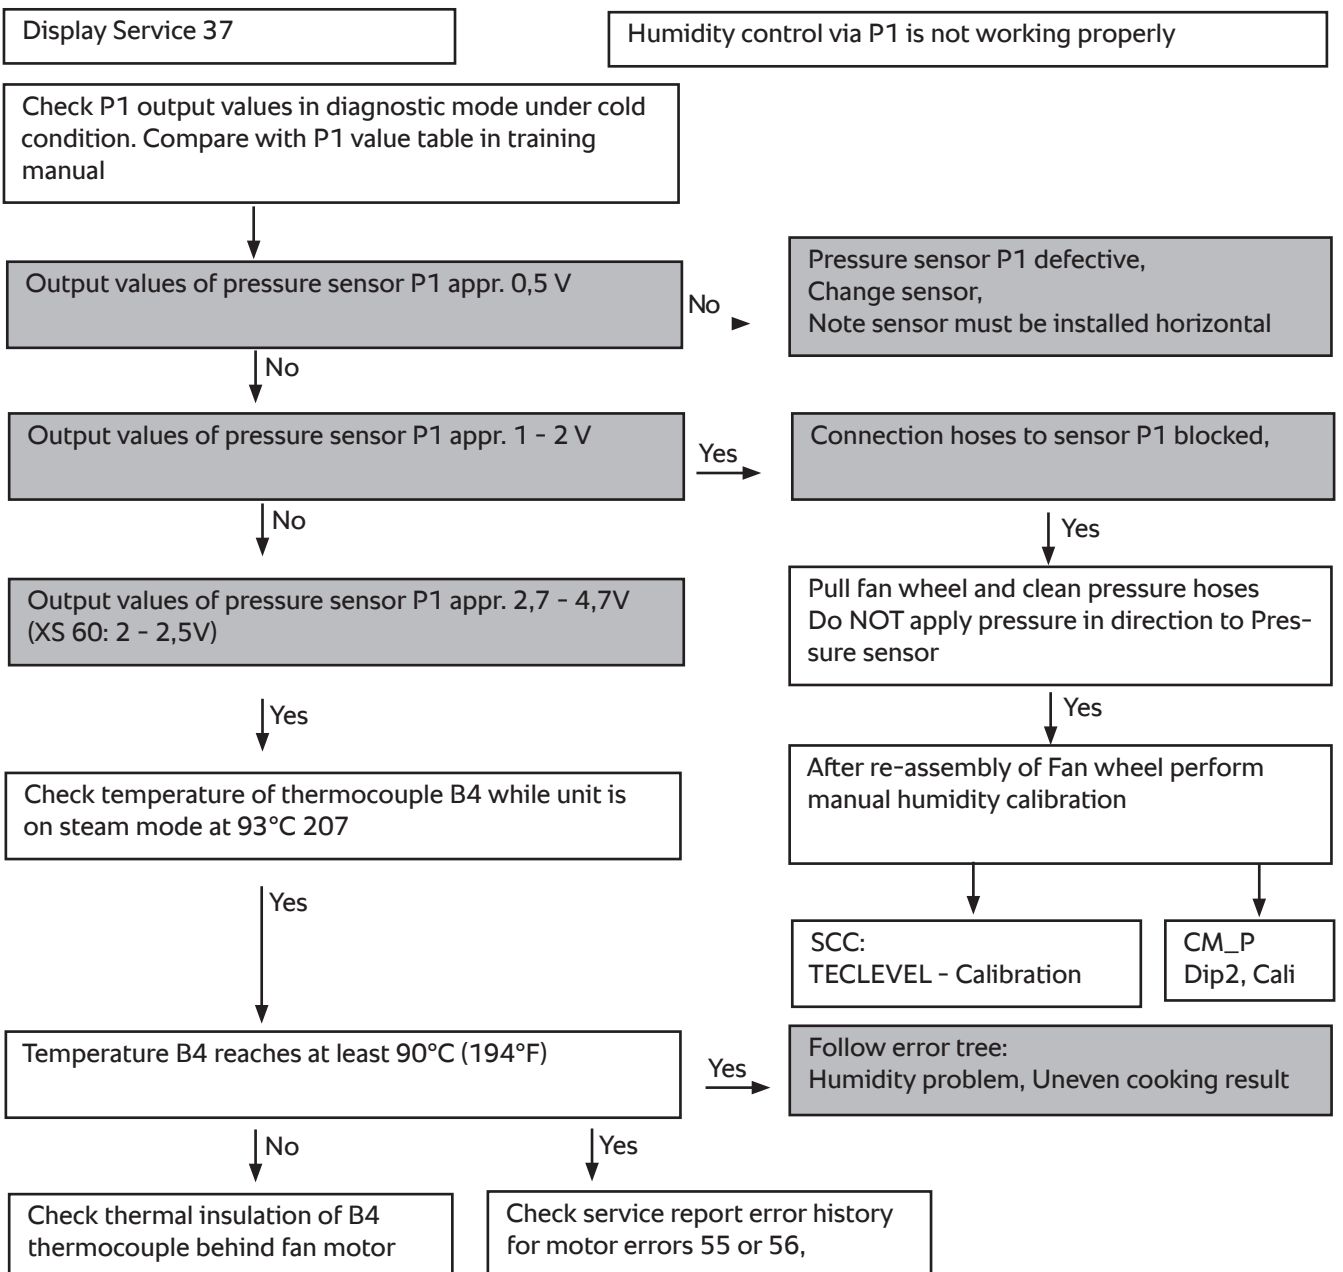 Display Service 37
Humidity control via P1 is not working properly
Check P1 output values in diagnostic mode under cold
condition. Compare with P1 value table in training
manual
Output values of pressure sensor P1 appr. 0,5 V
No
Pressure sensor P1 defective,
Change sensor,
Note sensor must be installed horizontal
No
Output values of pressure sensor P1 appr. 1 - 2 V
Yes
Connection hoses to sensor P1 blocked,
No
Yes
Output values of pressure sensor P1 appr. 2,7 - 4,7V
(XS 60: 2 - 2,5V)
Pull fan wheel and clean pressure hoses
Do NOT apply pressure in direction to Pres-
sure sensor
Yes
Yes
Check temperature of thermocouple B4 while unit is
on steam mode at 93°C 207
After re-assembly of Fan wheel perform
manual humidity calibration
Yes
SCC:
TECLEVEL - Calibration
CM_P
Dip2, Cali
Temperature B4 reaches at least 90°C (194°F)
Yes
Follow error tree:
Humidity problem, Uneven cooking result
No
Yes
Check thermal insulation of B4
thermocouple behind fan motor
Check service report error history
for motor errors 55 or 56,